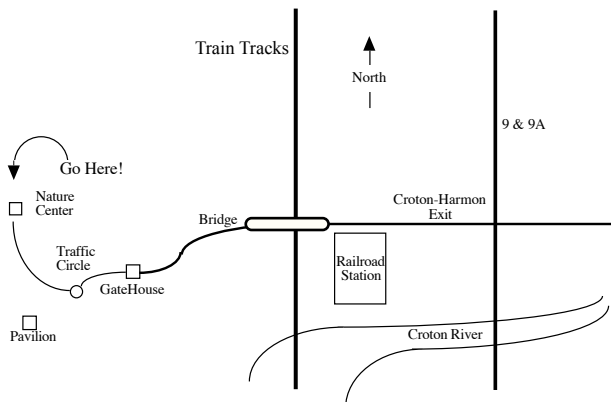 Train Tracks
North
9 & 9A
Go Here!
Nature
Center
Croton-Harmon
Exit
Bridge
Traffic
Circle
Railroad
Station
GateHouse
Pavilion
Croton River